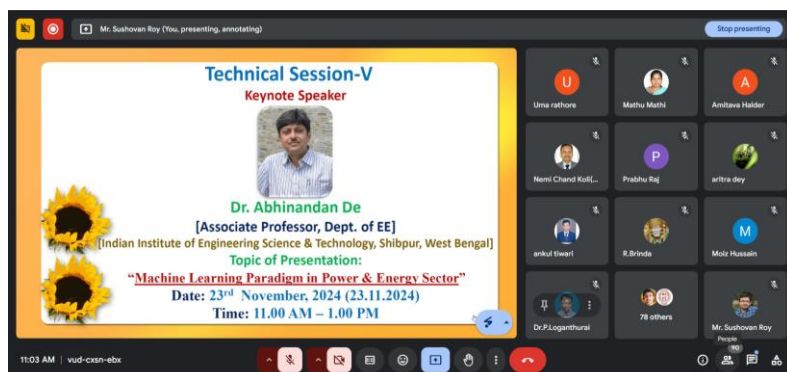 Mr. Sushovan Roy (You, presenting, annotating)
Stop presenting
Technical Session-V
Keynote Speaker
Dr. Abhinandan De
[Associate Professor, Dept. of EE]
[Indian Institute of Engineering Science & Technology, Shibpur, West Bengal]
Topic of Presentation:
“Machine Learning Paradigm in Power & Energy Sector”
Date: 23rd November, 2024 (23.11.2024)
Time: 11.00 AM – 1.00 PM
U
Uma rathore
Mathu Mathi
A
Amitava Halder
Nemi Chand Koli(...
P
Prabhu Raj
aritra dey
ankul tiwari
R.Brinda
M
Moiz Hussain
Dr.P.Loganthurai
78 others
Mr. Sushovan Roy
People
90
11:03 AM | vud-cxsn-ebx